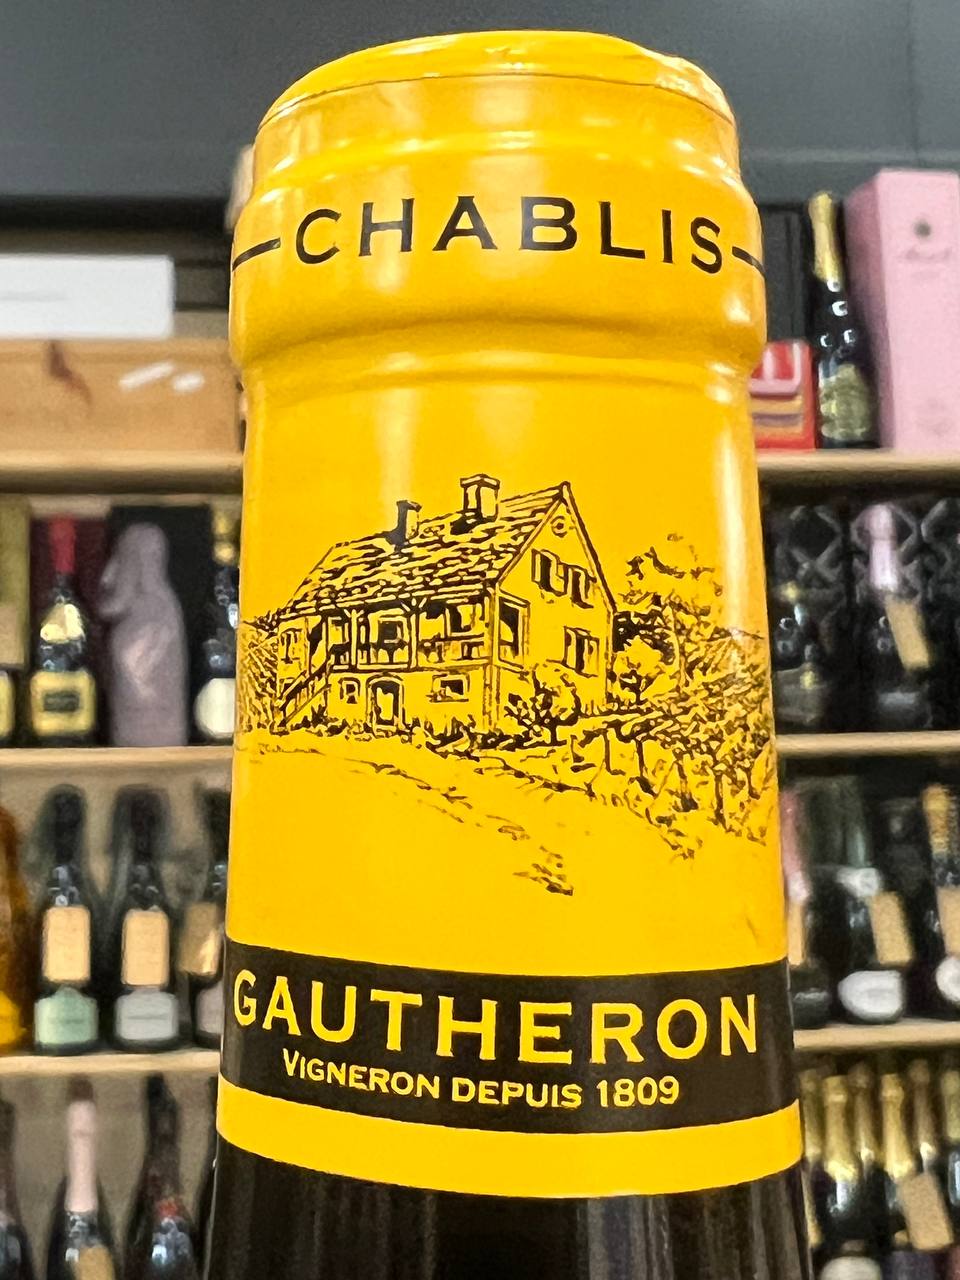 CHABLIS
GAUTHERON
VIGNERON DEPUIS 1809